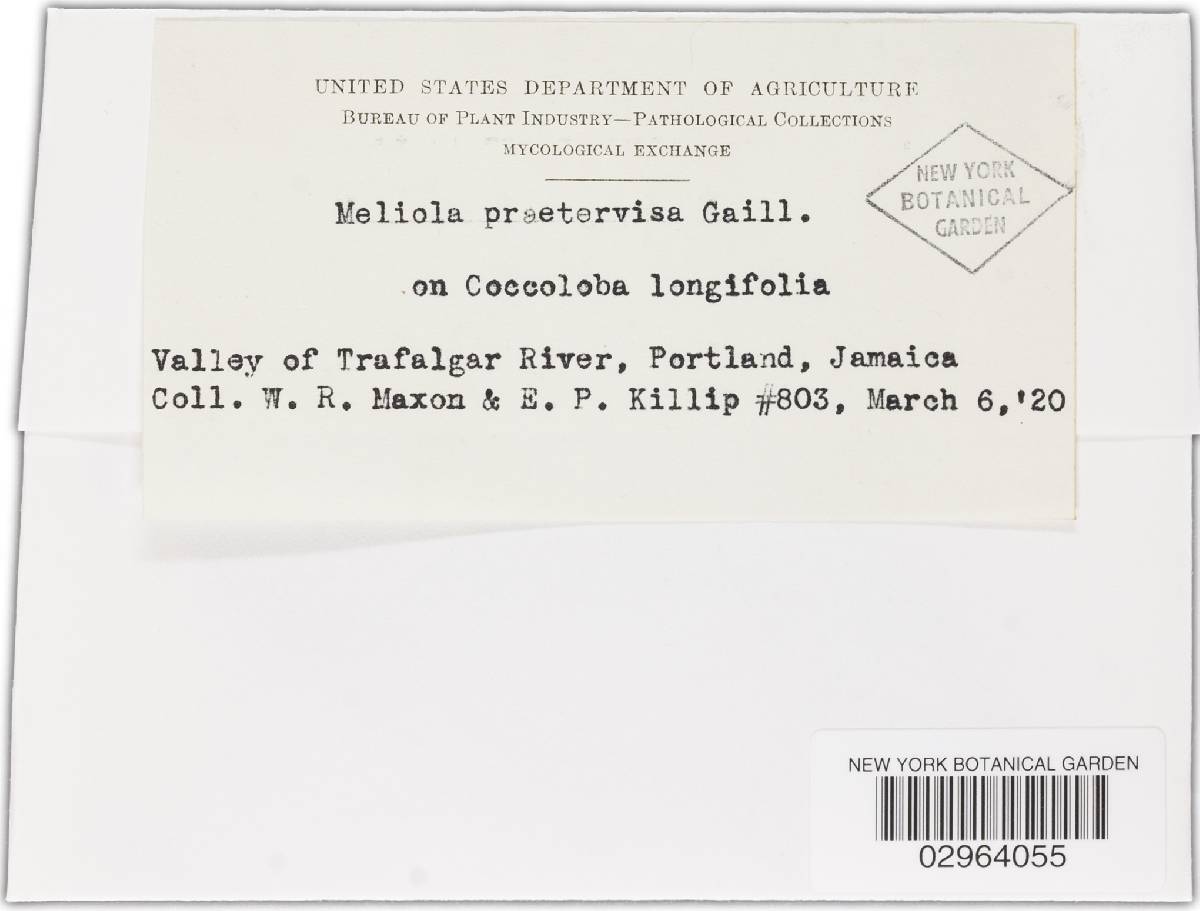 UNITED STATES DEPARTMENT OF AGRICULTURE
BUREAU OF PLANT INDUSTRY—PATHOLOGICAL COLLECTIONS
MYCOLOGICAL EXCHANGE
NEW YORK
BOTANICAL
GARDEN
Meliola praetervisa Gaill.
on Coccoloba longifolia
Valley of Trafalgar River, Portland, Jamaica
Coll. W. R. Maxon & E. P. Killip #803, March 6,'20
NEW YORK BOTANICAL GARDEN
02964055